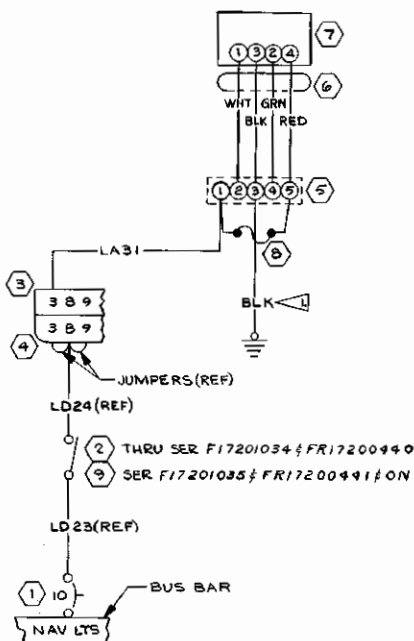 7
1 3 2 4
6
WHT GRN
BLK RED
1 2 3 4 5
5
8
LA31
3
3 8 9
3 8 9
4
BLK
1
JUMPERS (REF)
LD24 (REF)
2 THRU SER F17201034 & FR17200440
9 SER F17201035 & FR17200441 & ON
LD23 (REF)
1 10
BUS BAR
NAV LTS